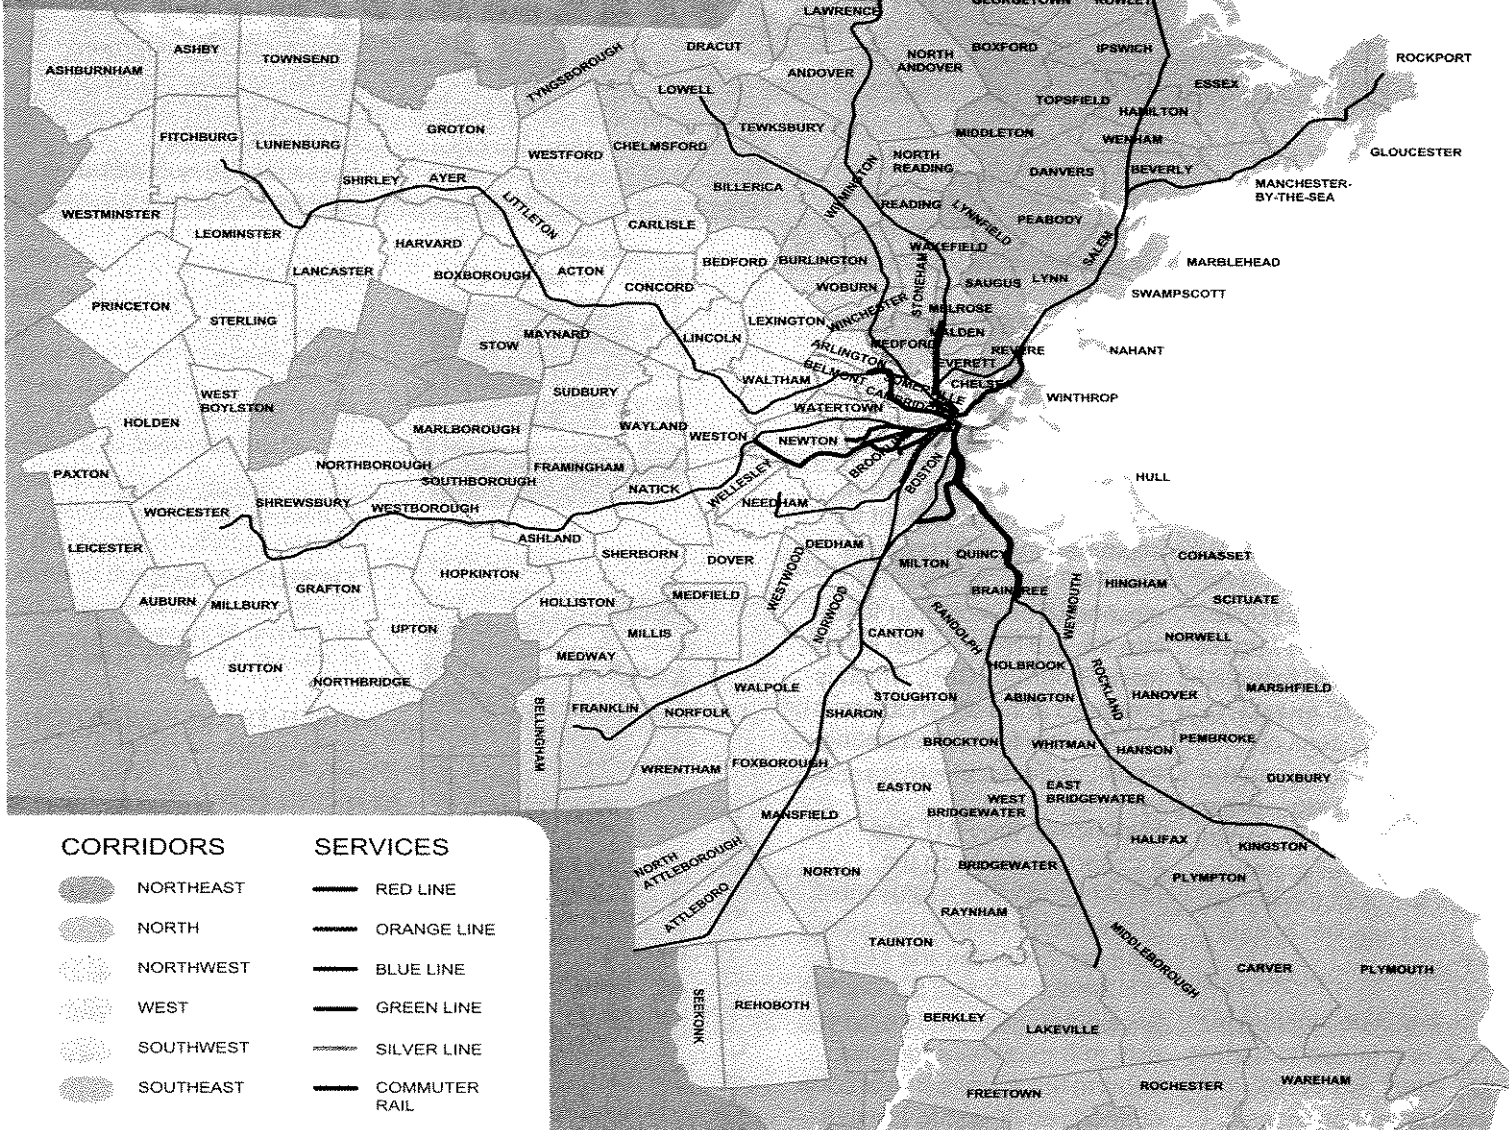 LAWRENCE
GEORGETOWN
ROWLEY
ASHBURNHAM
ASHBY
TOWNSEND
TYNGSBOROUGH
DRACUT
ANDOVER
NORTH
ANDOVER
BOXFORD
IPSWICH
ROCKPORT
ESSEX
LOWELL
TOPSFIELD
HAMILTON
FITCHBURG
LUNENBURG
GROTON
WESTFORD
CHELMSFORD
TEWKSBURY
MIDDLETON
WENHAM
GLOUCESTER
SHIRLEY
AYER
LITTLETON
BILLERICA
WILMINGTON
NORTH
READING
DANVERS
BEVERLY
MANCHESTER-
BY-THE-SEA
WESTMINSTER
LEOMINSTER
HARVARD
CARLISLE
READING
LYNNFIELD
PEABODY
SALEM
LANCASTER
BOXBOROUGH
ACTON
CONCORD
BEDFORD
BURLINGTON
WAKEFIELD
STONEHAM
MARBLEHEAD
PRINCETON
STERLING
WOBURN
SAUGUS
LYNN
SWAMPSCOTT
STOW
MAYNARD
LINCOLN
LEXINGTON
WINCHESTER
MELROSE
MALDEN
MEDFORD
REVERE
NAHANT
ARLINGTON
EVERETT
BELMONT
SOMERVILLE
CHELSEA
WINTHROP
HOLDEN
WEST
BOYLSTON
SUDBURY
WALTHAM
CAMBRIDGE
WATERTOWN
MARLBOROUGH
WAYLAND
WESTON
NEWTON
PAXTON
NORTHBOROUGH
SOUTHBOROUGH
FRAMINGHAM
NATICK
WELLESLEY
BROOKLINE
BOSTON
HULL
SHREWSBURY
WORCESTER
WESTBOROUGH
NEEDHAM
LEICESTER
ASHLAND
SHERBORN
DOVER
DEDHAM
MILTON
QUINCY
COHASSET
AUBURN
MILLBURY
GRAFTON
HOPKINTON
HOLLISTON
MEDFIELD
WESTWOOD
NORWOOD
BRAINTREE
WEYMOUTH
HINGHAM
SCITUATE
UPTON
MILLIS
CANTON
RANDOLPH
NORWELL
SUTTON
NORTHBRIDGE
MEDWAY
WALPOLE
STOUGHTON
HOLBROOK
ABINGTON
ROCKLAND
HANOVER
MARSHFIELD
BELLINGHAM
FRANKLIN
NORFOLK
SHARON
BROCKTON
WHITMAN
HANSON
PEMBROKE
WRENTHAM
FOXBOROUGH
EASTON
WEST
BRIDGEWATER
EAST
BRIDGEWATER
DUXBURY
MANSFIELD
HALIFAX
KINGSTON
NORTH
ATTLEBOROUGH
NORTON
BRIDGEWATER
PLYMPTON
ATTLEBORO
RAYNHAM
TAUNTON
MIDDLEBOROUGH
CARVER
PLYMOUTH
SEEKONK
REHOBOTH
BERKLEY
LAKEVILLE
FREETOWN
ROCHESTER
WAREHAM
CORRIDORS
NORTHEAST
NORTH
NORTHWEST
WEST
SOUTHWEST
SOUTHEAST
SERVICES
RED LINE
ORANGE LINE
BLUE LINE
GREEN LINE
SILVER LINE
COMMUTER
RAIL